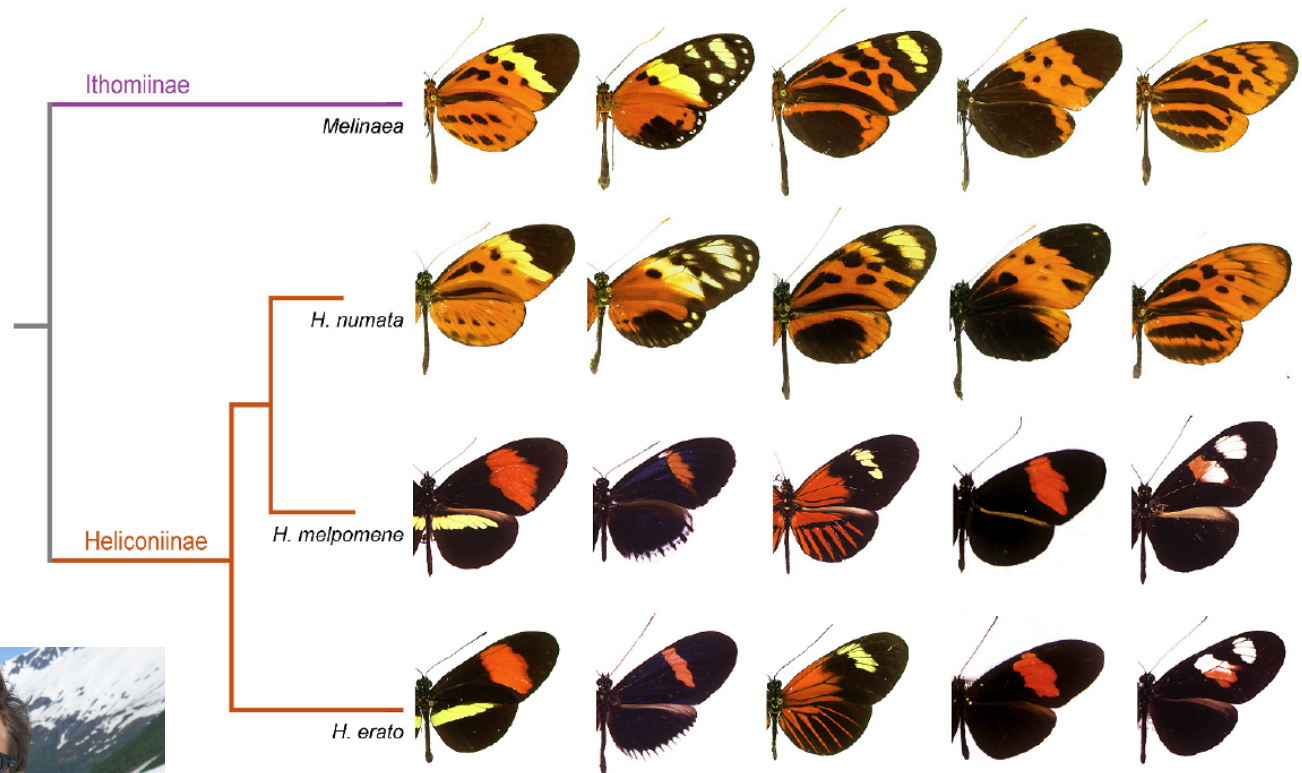 Ithomiinae
Melinaea
H. numata
Heliconiinae
H. melpomene
H. erato